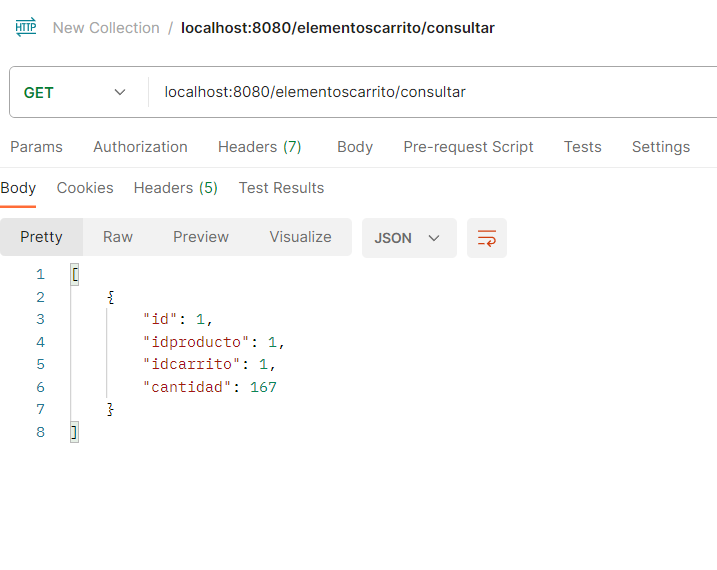 HTTP New Collection / localhost:8080/elementoscarrito/consultar
GET localhost:8080/elementoscarrito/consultar
Params Authorization Headers (7) Body Pre-request Script Tests Settings
Body Cookies Headers (5) Test Results
Pretty Raw Preview Visualize JSON
1 [
2 {
3 "id": 1,
4 "idproducto": 1,
5 "idcarrito": 1,
6 "cantidad": 167
7 }
8 ]